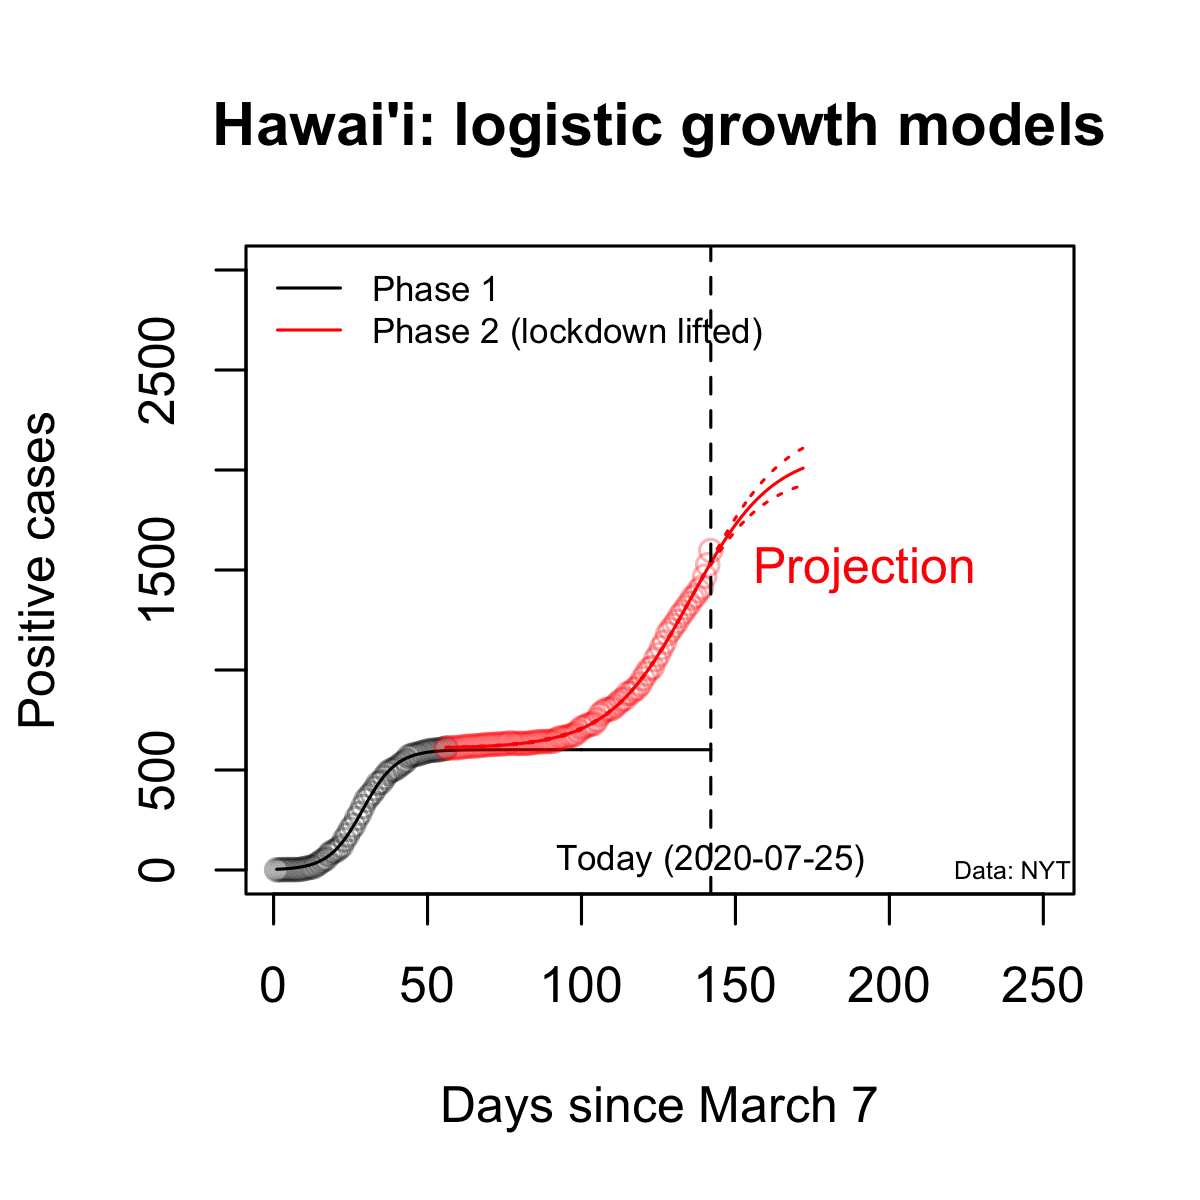 Hawai'i: logistic growth models
Phase 1
Phase 2 (lockdown lifted)
Projection
Today (2020-07-25)
Data: NYT
Positive cases
0
500
1500
2500
0 50 100 150 200 250
Days since March 7